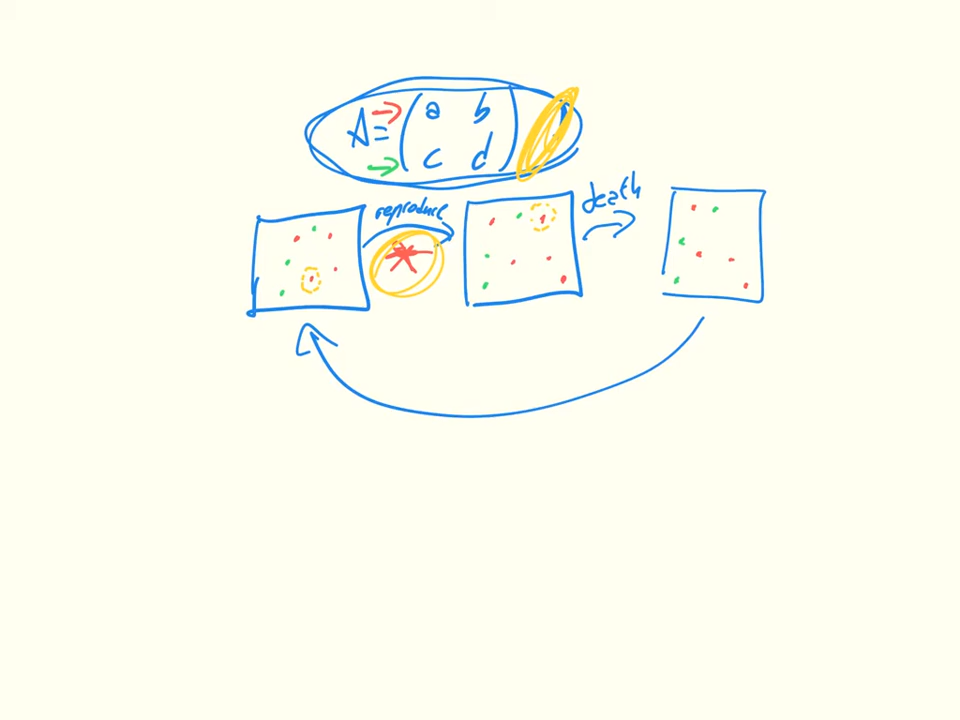 A = ( a b
c d )
reproduce
death